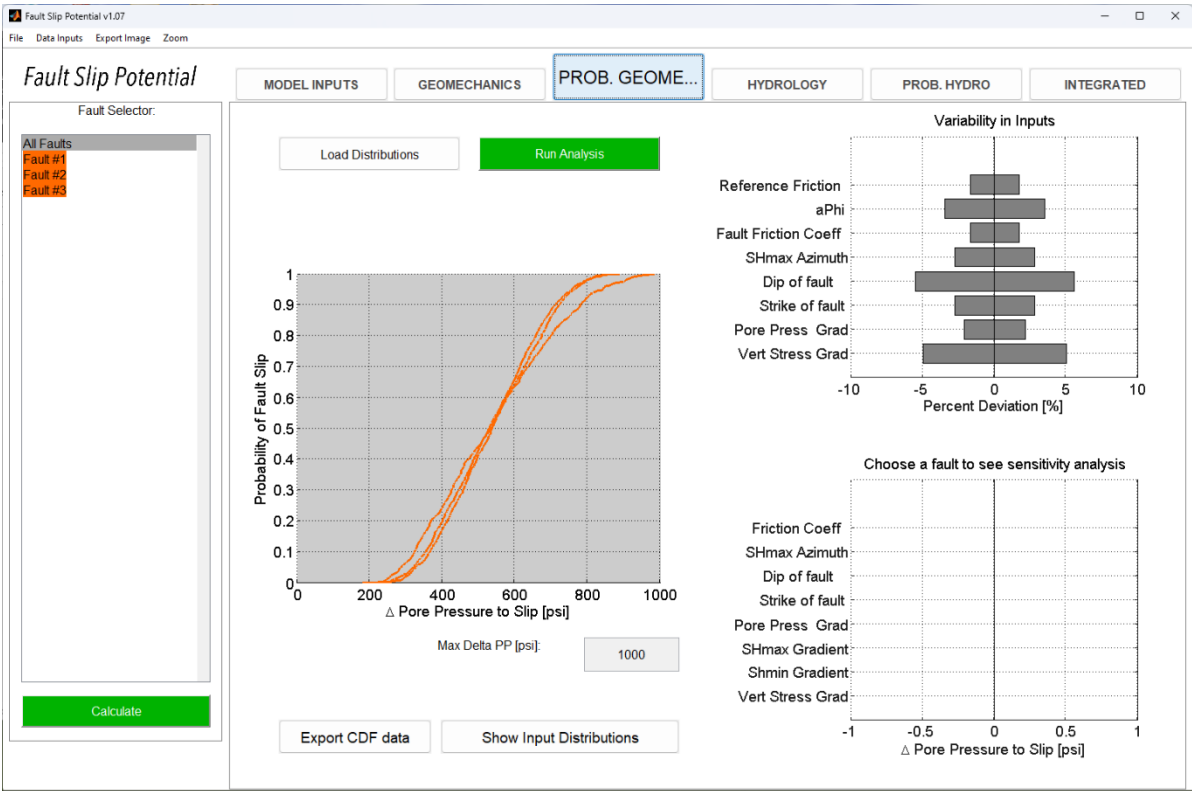 Fault Slip Potential v1.07
File Data Inputs Export Image Zoom
Fault Slip Potential
MODEL INPUTS GEOMECHANICS PROB. GEOME... HYDROLOGY PROB. HYDRO INTEGRATED
Fault Selector:
All Faults
Fault #1
Fault #2
Fault #3
Calculate
Load Distributions Run Analysis
Probability of Fault Slip
1
0.9
0.8
0.7
0.6
0.5
0.4
0.3
0.2
0.1
0
0 200 400 600 800 1000
Δ Pore Pressure to Slip [psi]
Max Delta PP [psi]: 1000
Export CDF data Show Input Distributions
Variability in Inputs
Reference Friction
aPhi
Fault Friction Coeff
SHmax Azimuth
Dip of fault
Strike of fault
Pore Press Grad
Vert Stress Grad
-10 -5 0 5 10
Percent Deviation [%]
Choose a fault to see sensitivity analysis
Friction Coeff
SHmax Azimuth
Dip of fault
Strike of fault
Pore Press Grad
SHmax Gradient
Shmin Gradient
Vert Stress Grad
-1 -0.5 0 0.5 1
Δ Pore Pressure to Slip [psi]